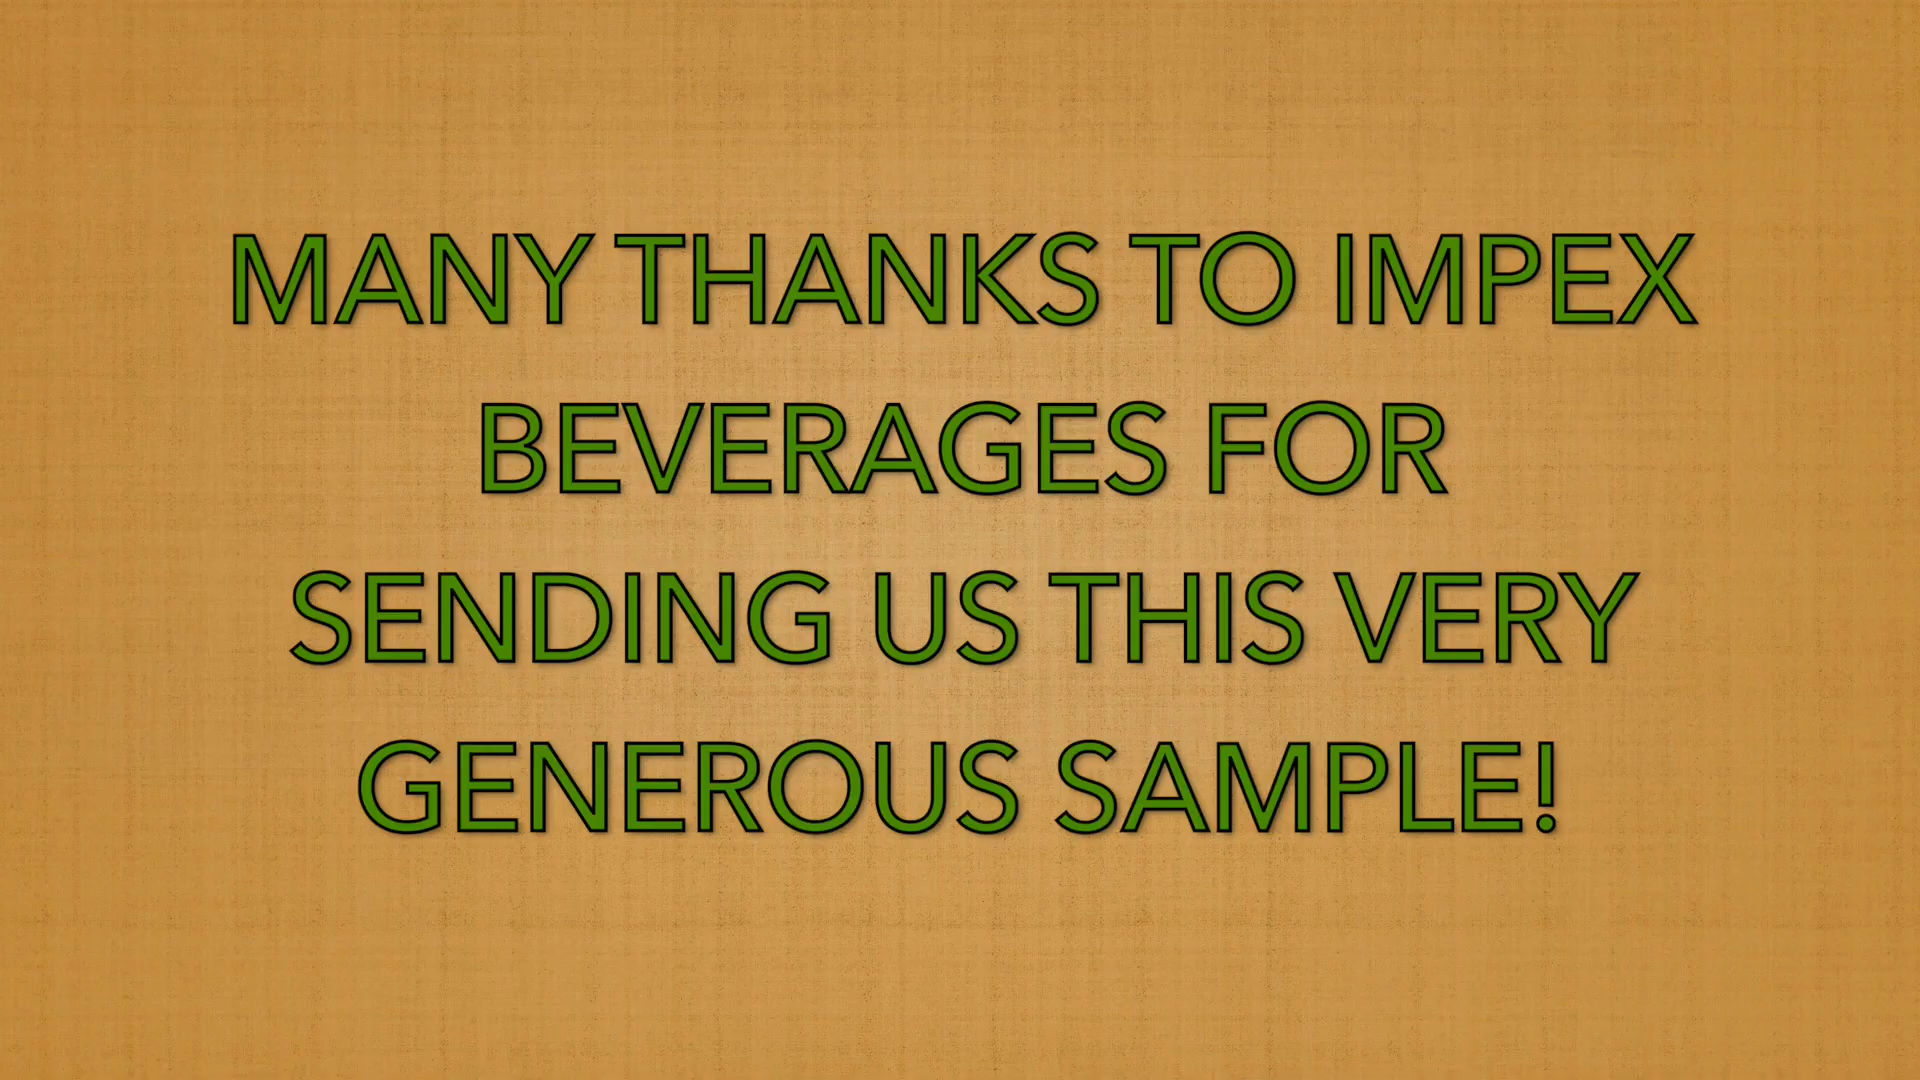 MANY THANKS TO IMPEX
BEVERAGES FOR
SENDING US THIS VERY
GENEROUS SAMPLE!